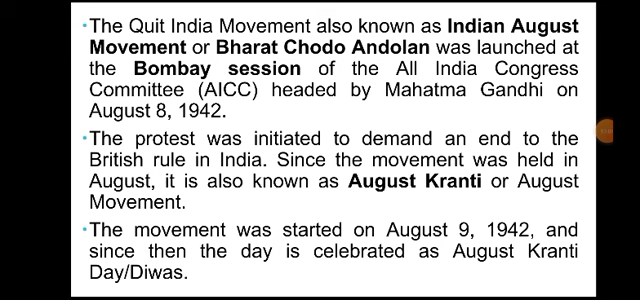 •The Quit India Movement also known as Indian August
Movement or Bharat Chodo Andolan was launched at
the Bombay session of the All India Congress
Committee (AICC) headed by Mahatma Gandhi on
August 8, 1942.
•The protest was initiated to demand an end to the
British rule in India. Since the movement was held in
August, it is also known as August Kranti or August
Movement.
•The movement was started on August 9, 1942, and
since then the day is celebrated as August Kranti
Day/Diwas.